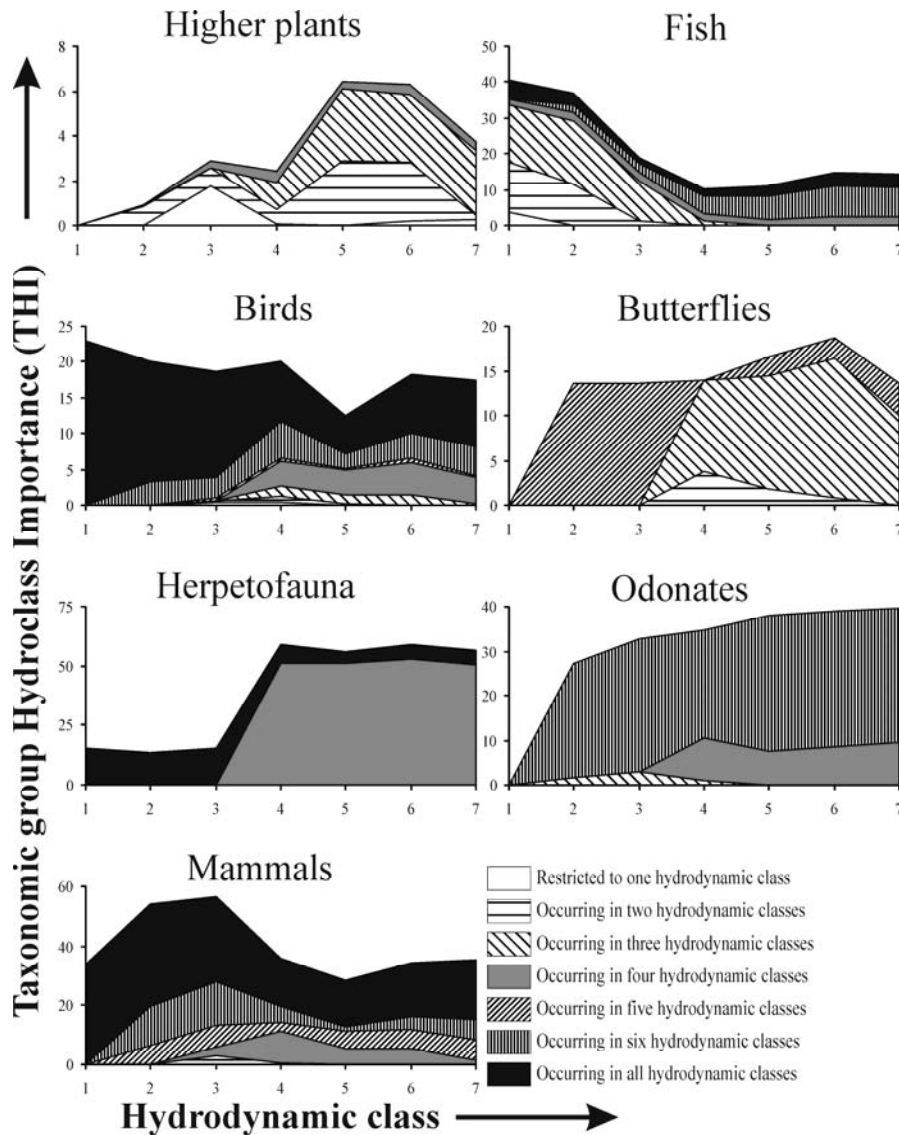 Higher plants
8
6
4
2
0
1 2 3 4 5 6 7
Fish
50
40
30
20
10
0
1 2 3 4 5 6 7
Birds
25
20
15
10
5
0
1 2 3 4 5 6 7
Butterflies
20
15
10
5
0
1 2 3 4 5 6 7
Herpetofauna
75
50
25
0
1 2 3 4 5 6 7
Odonates
40
30
20
10
0
1 2 3 4 5 6 7
Mammals
60
40
20
0
1 2 3 4 5 6 7
Restricted to one hydrodynamic class
Occurring in two hydrodynamic classes
Occurring in three hydrodynamic classes
Occurring in four hydrodynamic classes
Occurring in five hydrodynamic classes
Occurring in six hydrodynamic classes
Occurring in all hydrodynamic classes
Taxonomic group Hydroclass Importance (THI)
Hydrodynamic class